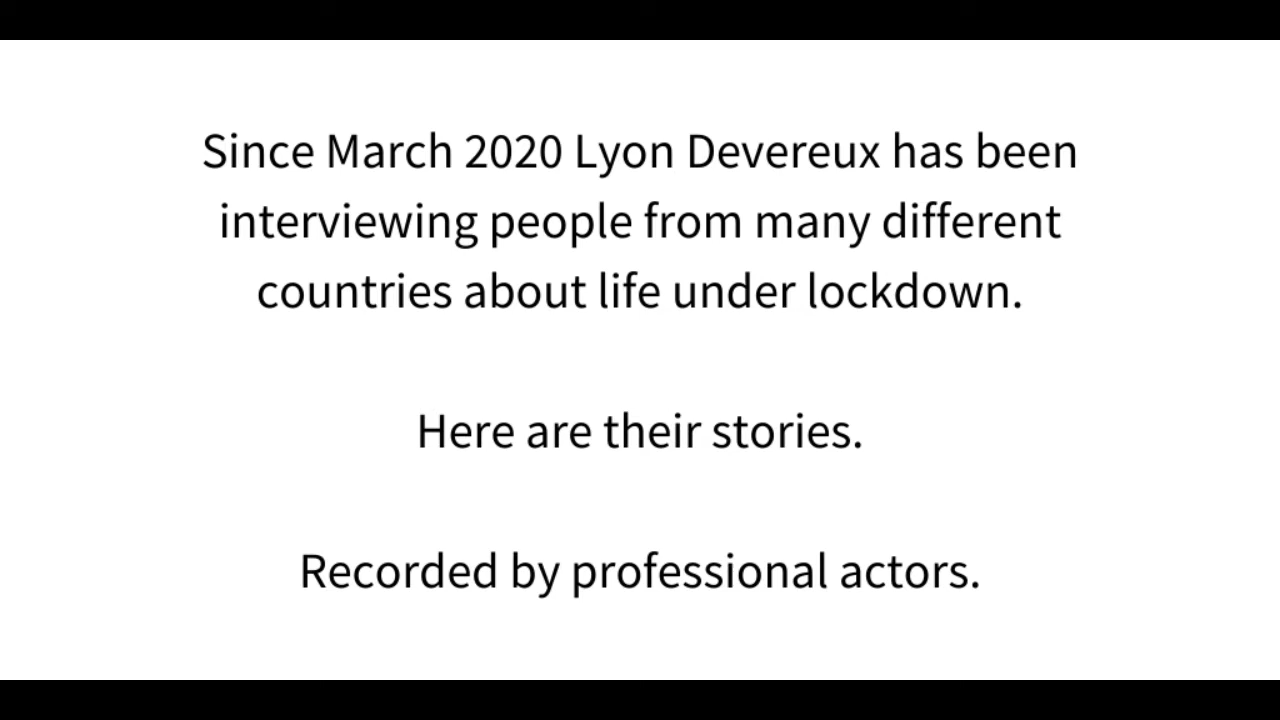 Since March 2020 Lyon Devereux has been
interviewing people from many different
countries about life under lockdown.
Here are their stories.
Recorded by professional actors.